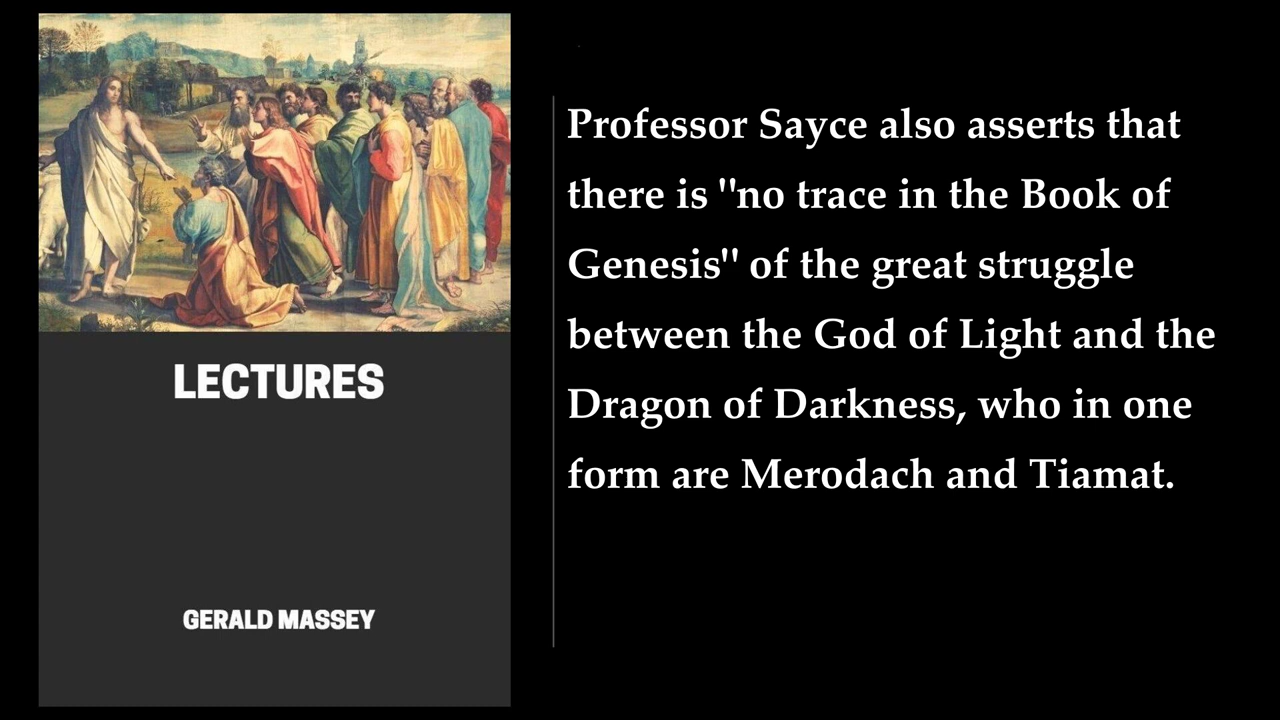 LECTURES
GERALD MASSEY
Professor Sayce also asserts that
there is "no trace in the Book of
Genesis" of the great struggle
between the God of Light and the
Dragon of Darkness, who in one
form are Merodach and Tiamat.